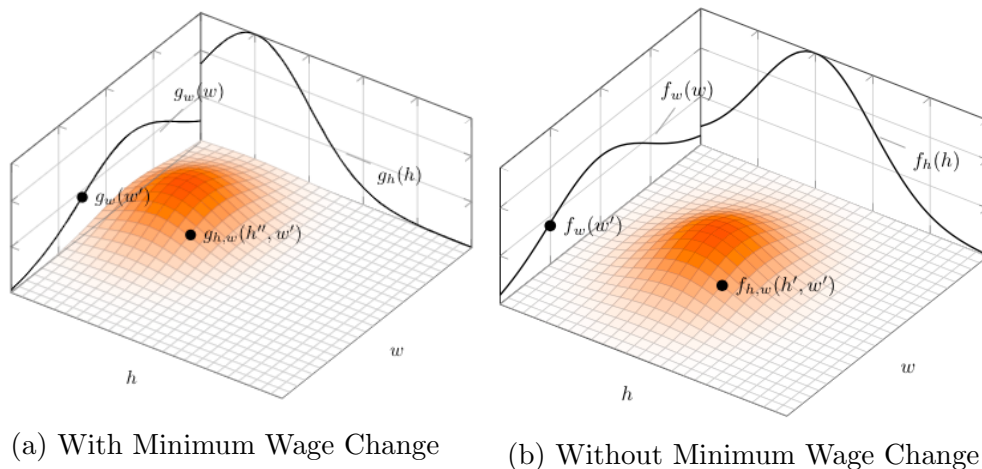 g_w(w)
g_h(h)
g_w(w')
g_{h,w}(h'', w')
w
h
(a) With Minimum Wage Change
f_w(w)
f_h(h)
f_w(w')
f_{h,w}(h', w')
w
h
(b) Without Minimum Wage Change